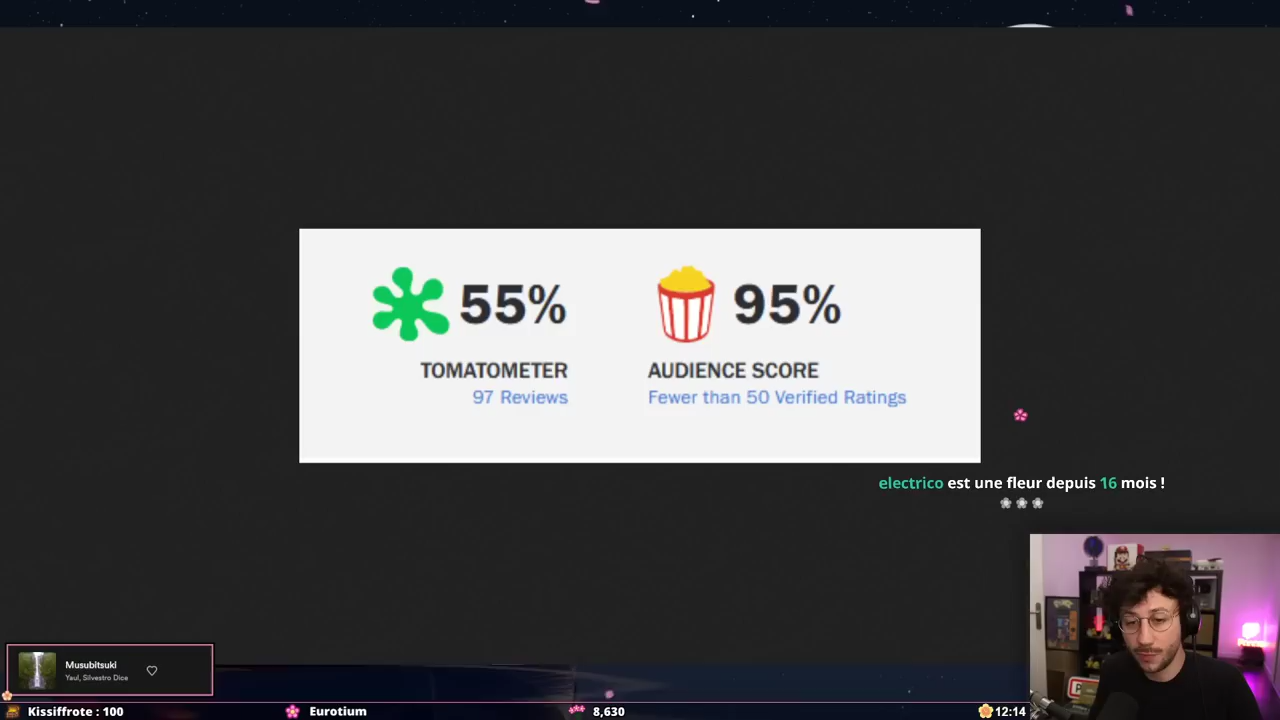 55%
95%
TOMATOMETER
AUDIENCE SCORE
97 Reviews
Fewer than 50 Verified Ratings
electrico est une fleur depuis 16 mois !
Musubitsuki
Yaul, Silvestro Dice
Kissiffrote : 100
Eurotium
8,630
12:14